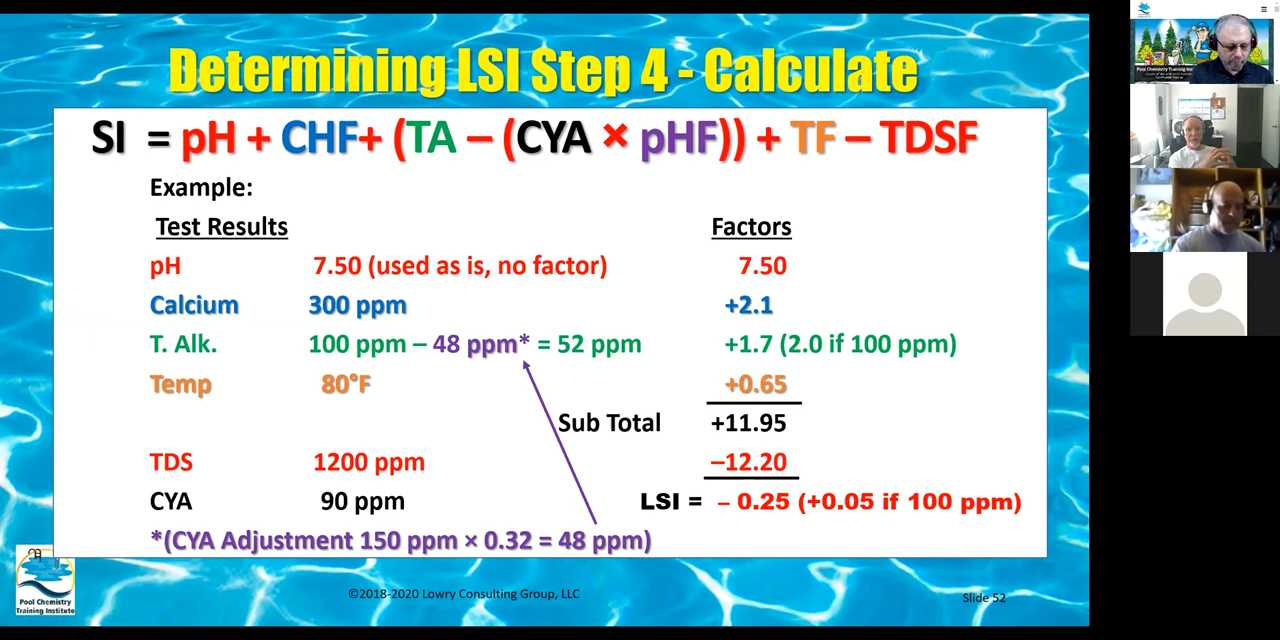 Determining LSI Step 4 - Calculate
SI = pH + CHF+ (TA – (CYA × pHF)) + TF – TDSF
Example:
Test Results Factors
pH 7.50 (used as is, no factor) 7.50
Calcium 300 ppm +2.1
T. Alk. 100 ppm – 48 ppm* = 52 ppm +1.7 (2.0 if 100 ppm)
Temp 80°F +0.65
Sub Total +11.95
TDS 1200 ppm –12.20
CYA 90 ppm LSI = – 0.25 (+0.05 if 100 ppm)
*(CYA Adjustment 150 ppm × 0.32 = 48 ppm)
Pool Chemistry
Training Institute
©2018-2020 Lowry Consulting Group, LLC
Slide 52